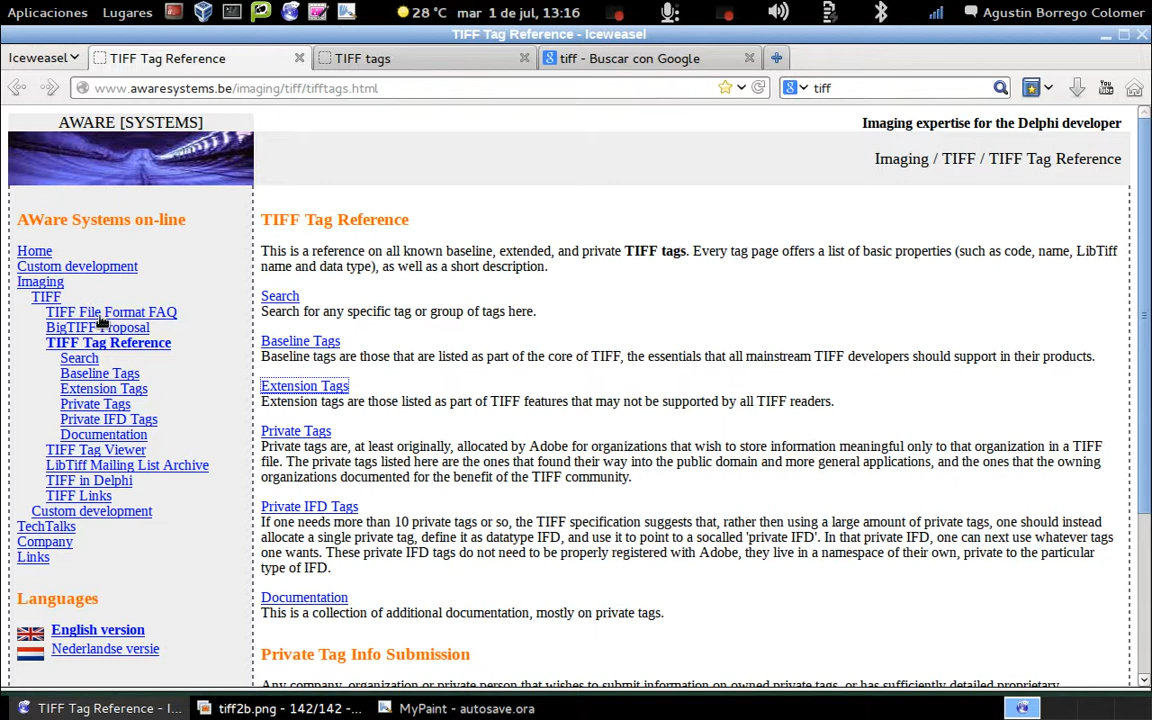 Aplicaciones Lugares 28 °C mar 1 de jul, 13:16 Agustin Borrego Colomer
TIFF Tag Reference - Iceweasel
Iceweasel TIFF Tag Reference TIFF tags tiff - Buscar con Google
www.awaresystems.be/imaging/tiff/tifftags.html tiff
AWARE [SYSTEMS]
Imaging expertise for the Delphi developer
Imaging / TIFF / TIFF Tag Reference
AWare Systems on-line
Home
Custom development
Imaging
TIFF
TIFF File Format FAQ
BigTIFF Proposal
TIFF Tag Reference
Search
Baseline Tags
Extension Tags
Private Tags
Private IFD Tags
Documentation
TIFF Tag Viewer
LibTiff Mailing List Archive
TIFF in Delphi
TIFF Links
Custom development
TechTalks
Company
Links
Languages
English version
Nederlandse versie
TIFF Tag Reference
This is a reference on all known baseline, extended, and private TIFF tags. Every tag page offers a list of basic properties (such as code, name, LibTiff
name and data type), as well as a short description.
Search
Search for any specific tag or group of tags here.
Baseline Tags
Baseline tags are those that are listed as part of the core of TIFF, the essentials that all mainstream TIFF developers should support in their products.
Extension Tags
Extension tags are those listed as part of TIFF features that may not be supported by all TIFF readers.
Private Tags
Private tags are, at least originally, allocated by Adobe for organizations that wish to store information meaningful only to that organization in a TIFF
file. The private tags listed here are the ones that found their way into the public domain and more general applications, and the ones that the owning
organizations documented for the benefit of the TIFF community.
Private IFD Tags
If one needs more than 10 private tags or so, the TIFF specification suggests that, rather then using a large amount of private tags, one should instead
allocate a single private tag, define it as datatype IFD, and use it to point to a socalled 'private IFD'. In that private IFD, one can next use whatever tags
one wants. These private IFD tags do not need to be properly registered with Adobe, they live in a namespace of their own, private to the particular
type of IFD.
Documentation
This is a collection of additional documentation, mostly on private tags.
Private Tag Info Submission
Any company, organization or private person that wishes to submit information on owned private tags, or has sufficiently detailed proprietary
TIFF Tag Reference - I... tiff2b.png - 142/142 -... MyPaint - autosave.ora